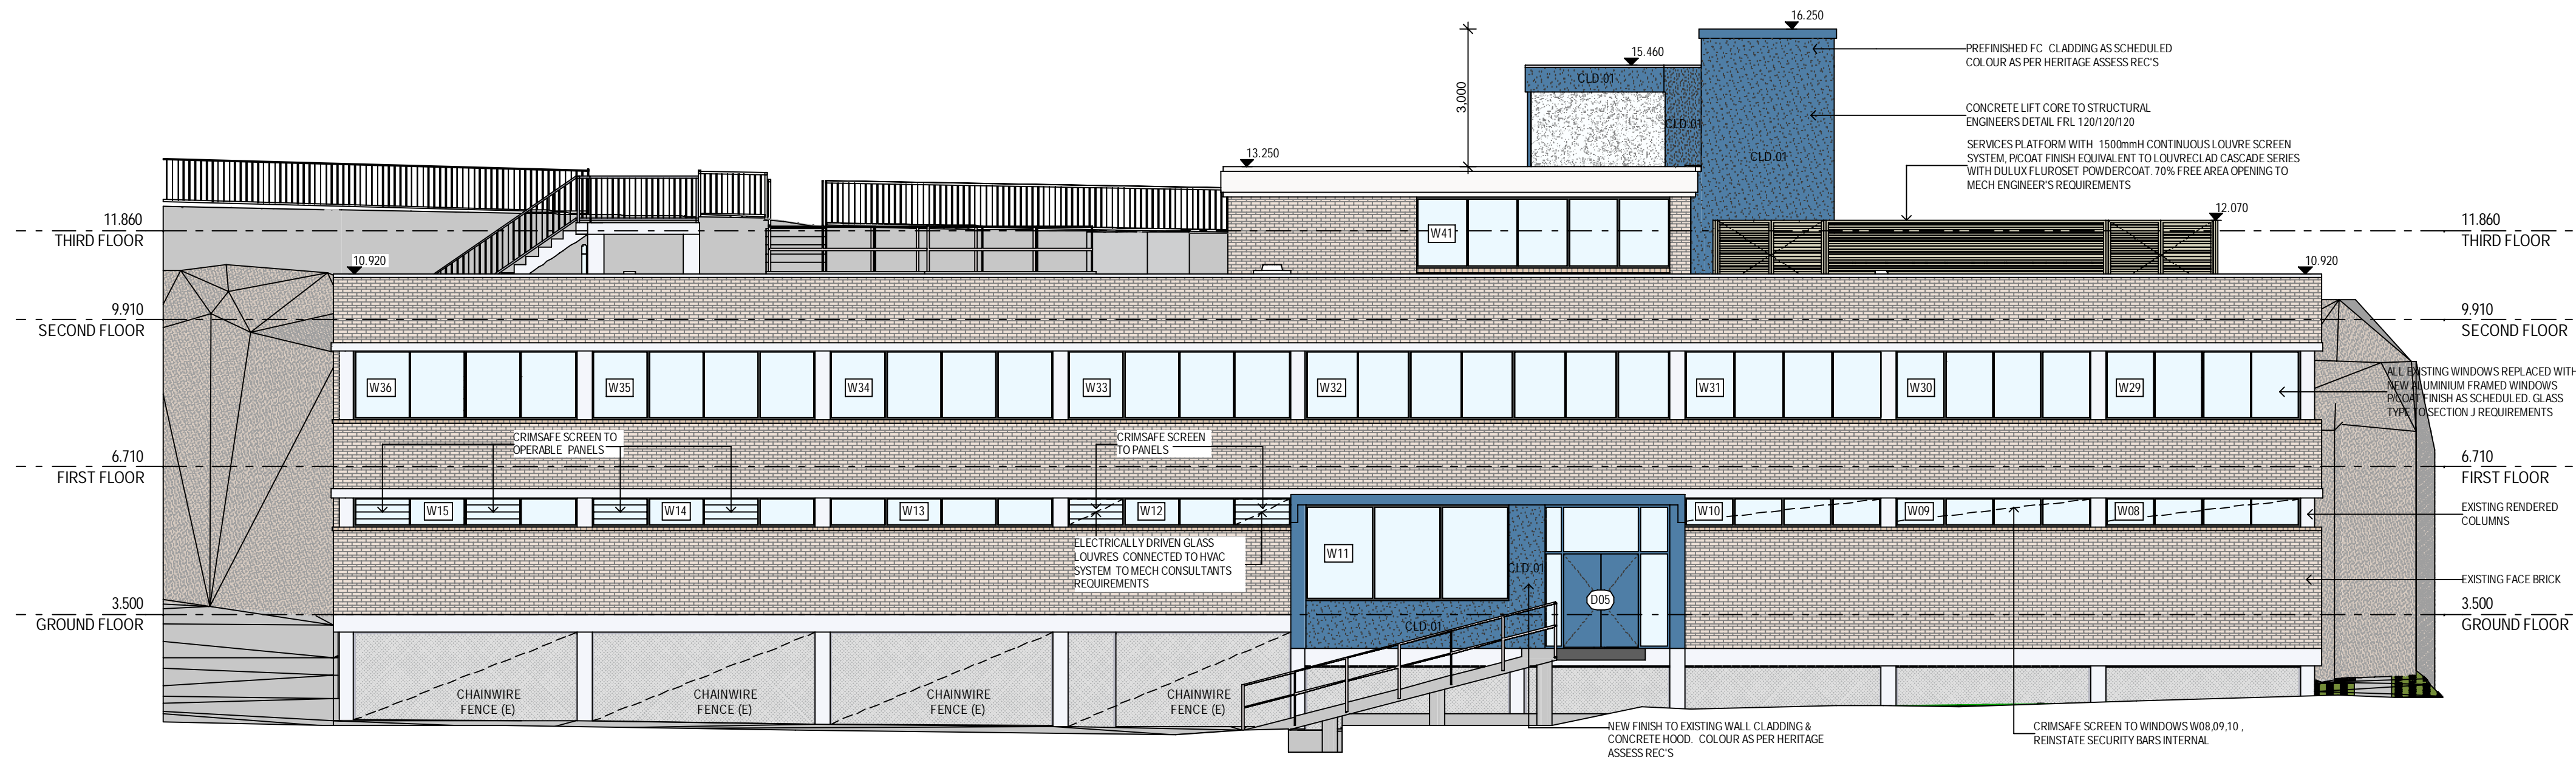 16.250
PREFINISHED FC CLADDING AS SCHEDULED
COLOUR AS PER HERITAGE ASSESS REC'S
15.460
CLD.01
3,000
CONCRETE LIFT CORE TO STRUCTURAL
ENGINEERS DETAIL FRL 120/120/120
CLD.01
SERVICES PLATFORM WITH 1500mmH CONTINUOUS LOUVRE SCREEN
SYSTEM, P/COAT FINISH EQUIVALENT TO LOUVRECLAD CASCADE SERIES
WITH DULUX FLUROSET POWDERCOAT. 70% FREE AREA OPENING TO
MECH ENGINEER'S REQUIREMENTS
13.250
CLD.01
12.070
11.860
THIRD FLOOR
W41
11.860
THIRD FLOOR
10.920
10.920
9.910
SECOND FLOOR
9.910
SECOND FLOOR
W36
W35
W34
W33
W32
W31
W30
W29
ALL EXISTING WINDOWS REPLACED WITH
NEW ALUMINIUM FRAMED WINDOWS
P/COAT FINISH AS SCHEDULED. GLASS
TYPE TO SECTION J REQUIREMENTS
CRIMSAFE SCREEN TO
OPERABLE PANELS
CRIMSAFE SCREEN
TO PANELS
6.710
FIRST FLOOR
6.710
FIRST FLOOR
W15
W14
W13
W12
W10
W09
W08
EXISTING RENDERED
COLUMNS
ELECTRICALLY DRIVEN GLASS
LOUVRES CONNECTED TO HVAC
SYSTEM TO MECH CONSULTANTS
REQUIREMENTS
W11
CLD.01
D05
EXISTING FACE BRICK
3.500
GROUND FLOOR
CLD.01
3.500
GROUND FLOOR
CHAINWIRE
FENCE (E)
CHAINWIRE
FENCE (E)
CHAINWIRE
FENCE (E)
CHAINWIRE
FENCE (E)
NEW FINISH TO EXISTING WALL CLADDING &
CONCRETE HOOD. COLOUR AS PER HERITAGE
ASSESS REC'S
CRIMSAFE SCREEN TO WINDOWS W08,09,10 ,
REINSTATE SECURITY BARS INTERNAL